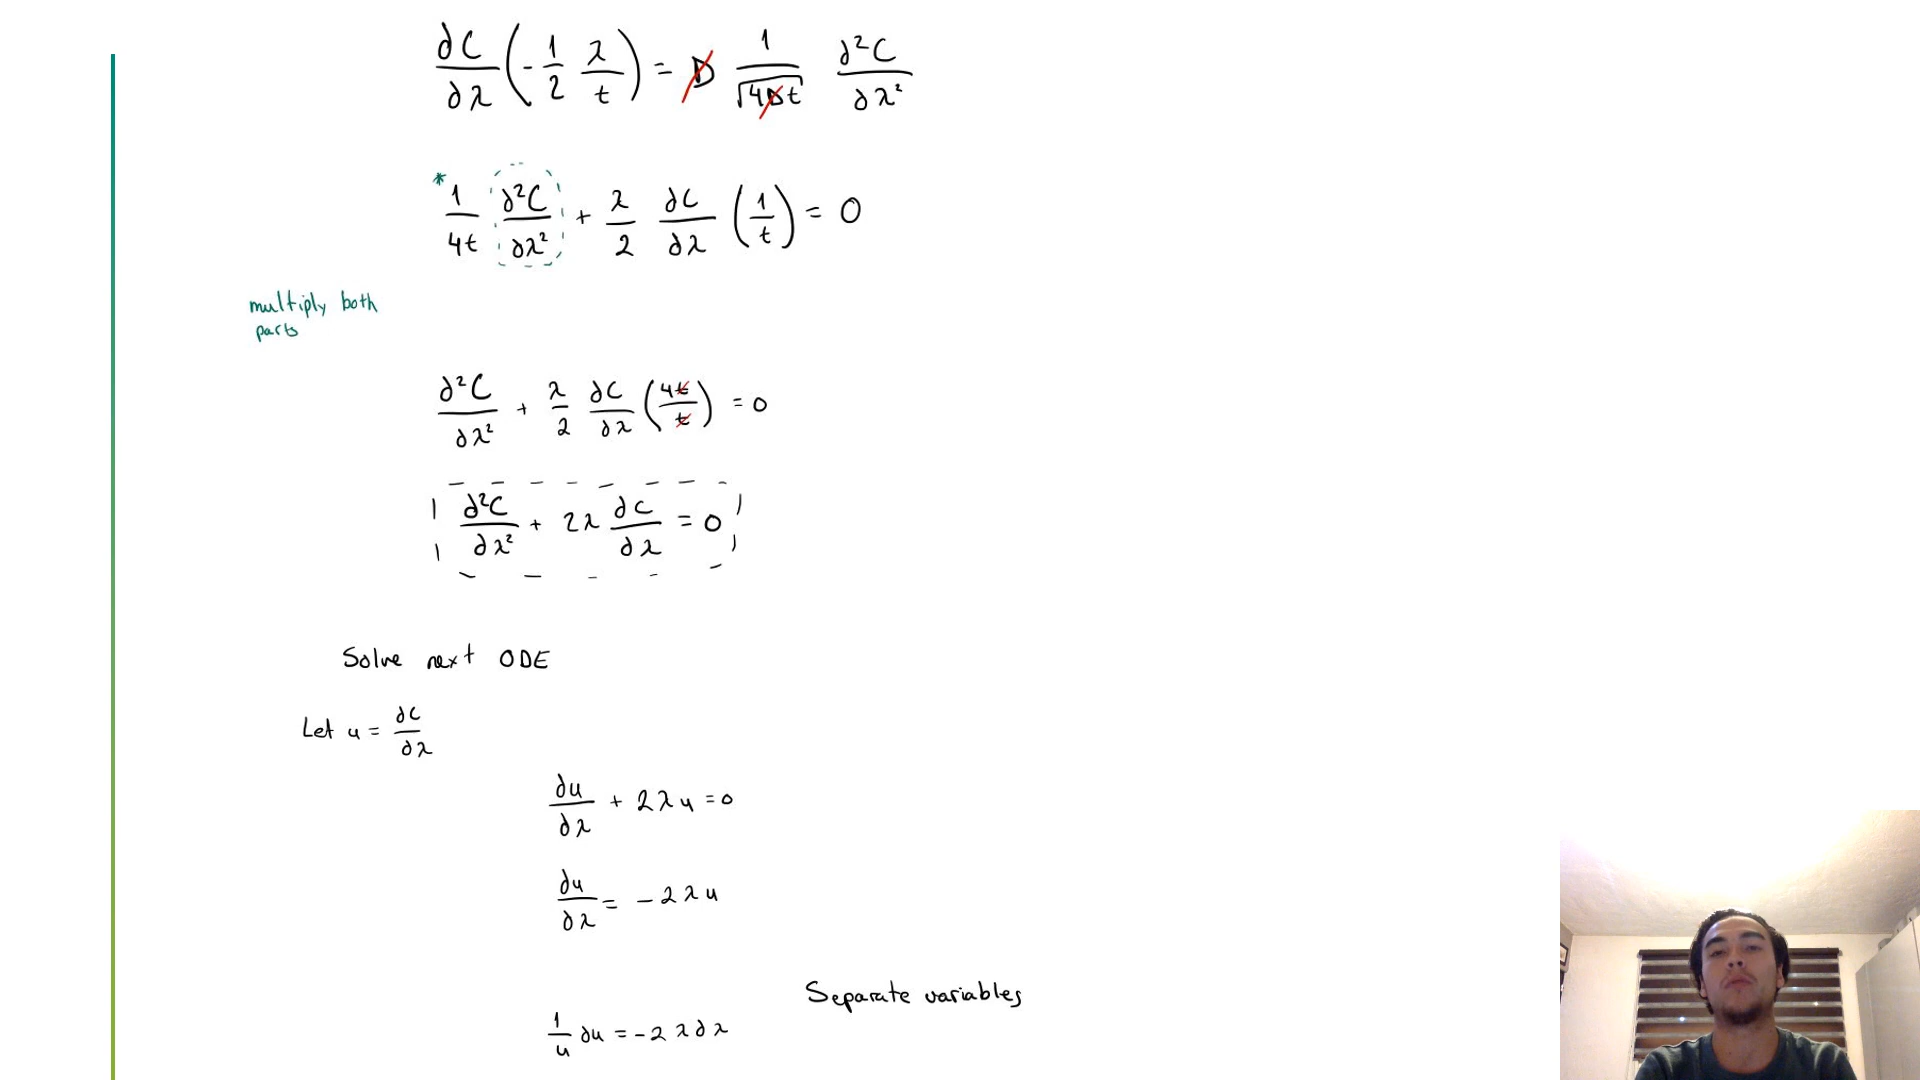 ∂C/∂λ (-1/2 λ/t) = D 1/√4Dt ∂²C/∂λ²
* 1/4t ∂²C/∂λ² + λ/2 ∂C/∂λ (1/t) = 0
multiply both
parts
∂²C/∂λ² + λ/2 ∂C/∂λ (4t/t) = 0
∂²C/∂λ² + 2λ ∂C/∂λ = 0
Solve next ODE
Let u = ∂C/∂λ
∂u/∂λ + 2λu = 0
∂u/∂λ = -2λu
Separate variables
1/u ∂u = -2λ∂λ